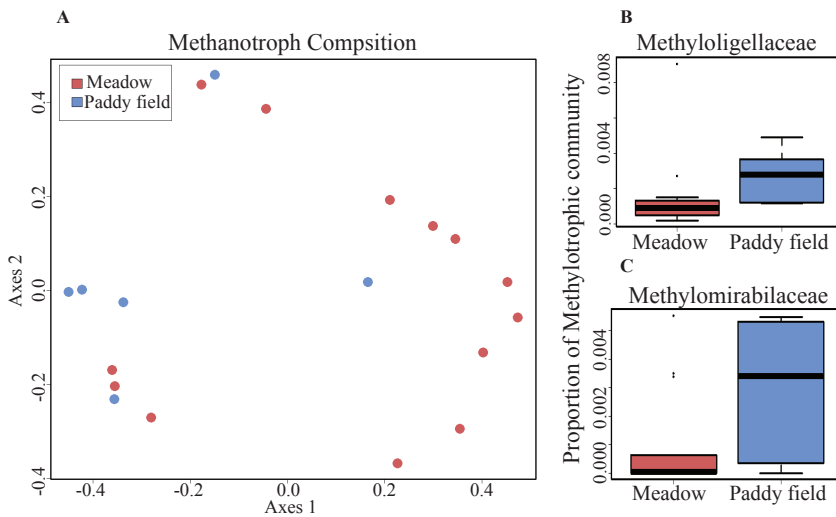 A
Methanotroph Compsition
Meadow
Paddy field
0.4
0.2
0.0
-0.2
-0.4
Axes 2
-0.4
-0.2
0.0
0.2
0.4
Axes 1
Proportion of Methylotrophic community
B
Methyloligellaceae
0.008
0.004
0.000
Meadow
Paddy field
C
Methylomirabilaceae
0.004
0.002
0.000
Meadow
Paddy field